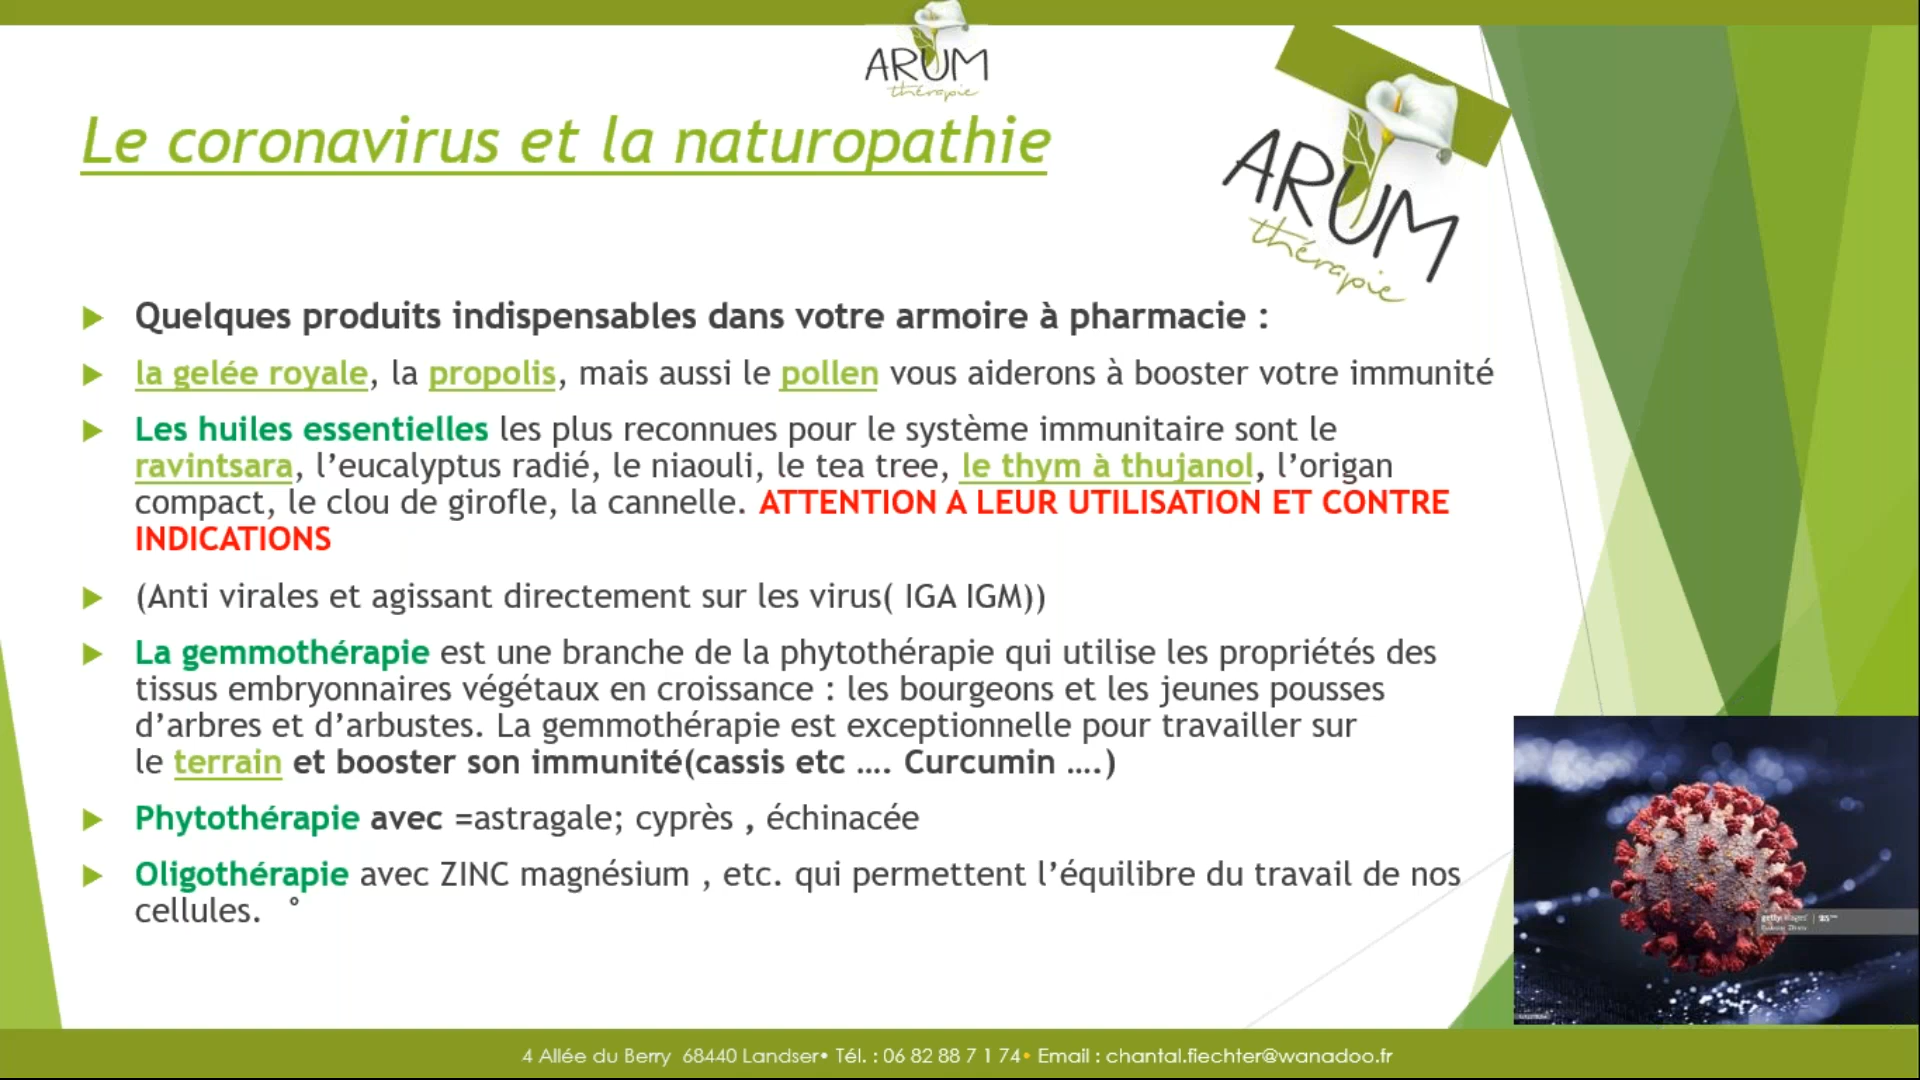 ARUM
thérapie
Le coronavirus et la naturopathie
ARUM
thérapie
Quelques produits indispensables dans votre armoire à pharmacie :
la gelée royale, la propolis, mais aussi le pollen vous aiderons à booster votre immunité
Les huiles essentielles les plus reconnues pour le système immunitaire sont le
ravintsara, l’eucalyptus radié, le niaouli, le tea tree, le thym à thujanol, l’origan
compact, le clou de girofle, la cannelle. ATTENTION A LEUR UTILISATION ET CONTRE
INDICATIONS
(Anti virales et agissant directement sur les virus( IGA IGM))
La gemmothérapie est une branche de la phytothérapie qui utilise les propriétés des
tissus embryonnaires végétaux en croissance : les bourgeons et les jeunes pousses
d’arbres et d’arbustes. La gemmothérapie est exceptionnelle pour travailler sur
le terrain et booster son immunité(cassis etc .... Curcumin ....)
Phytothérapie avec =astragale; cyprès , échinacée
Oligothérapie avec ZINC magnésium , etc. qui permettent l’équilibre du travail de nos
cellules. °
gettyimages
4 Allée du Berry 68440 Landser• Tél. : 06 82 88 7 1 74• Email : chantal.fiechter@wanadoo.fr